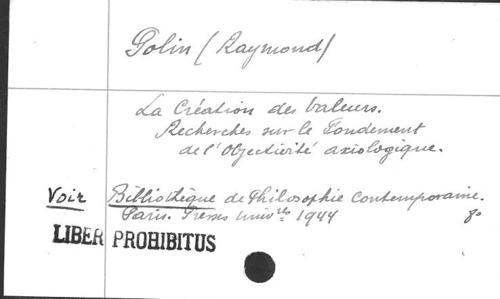 Polin (Raymond)
La Création des Valeurs.
Recherches sur le Fondement
de l'Objectivité axiologique.
Voir Bibliothèque de Philosophie Contemporaine.
Paris. Presses univ.res 1944 8°
LIBER PROHIBITUS